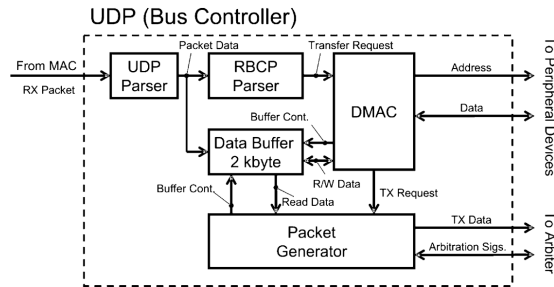 UDP (Bus Controller)
From MAC
RX Packet
UDP
Parser
Packet Data
RBCP
Parser
Transfer Request
DMAC
Address
Data
To Peripheral Devices
Buffer Cont.
Data Buffer
2 kbyte
R/W Data
Buffer Cont.
Read Data
TX Request
Packet
Generator
TX Data
Arbitration Sigs.
To Arbiter